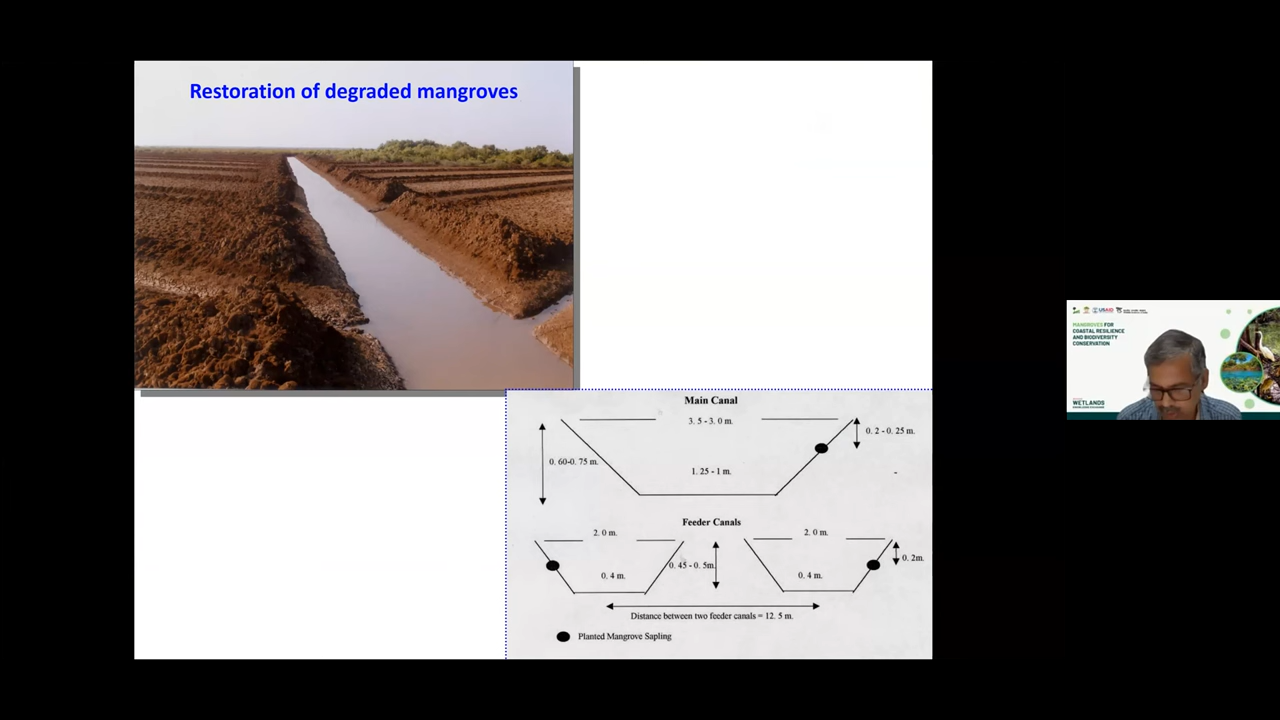 Restoration of degraded mangroves
Main Canal
3. 5 - 3. 0 m.
0. 2 - 0. 25 m.
0. 60-0. 75 m.
1. 25 - 1 m.
Feeder Canals
2. 0 m.
2. 0 m.
0. 45 - 0. 5m.
0. 2m.
0. 4 m.
0. 4 m.
Distance between two feeder canals = 12. 5 m.
Planted Mangrove Sapling
USAID
MANGROVES FOR
COASTAL RESILIENCE
AND BIODIVERSITY
CONSERVATION
WETLANDS